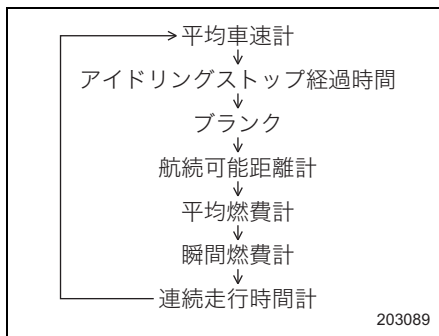 平均車速計
アイドリングストップ経過時間
ブランク
航続可能距離計
平均燃費計
瞬間燃費計
連続走行時間計
203089